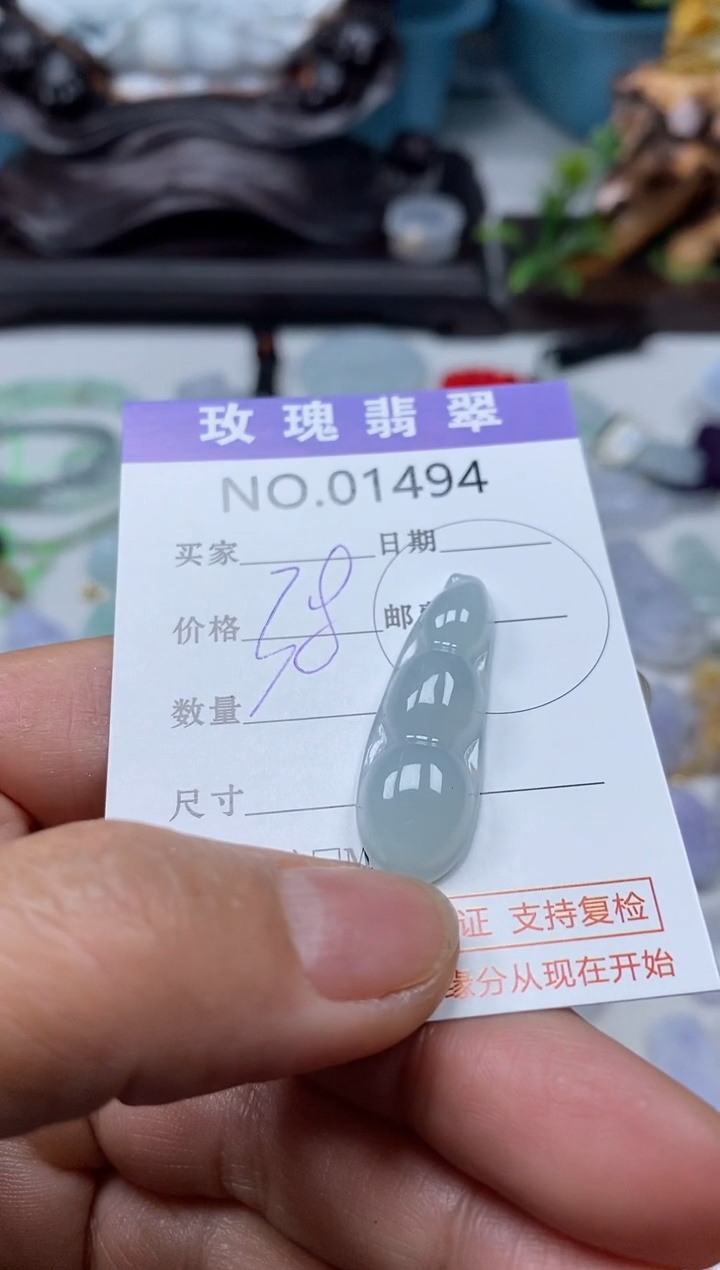 玫瑰翡翠
NO.01494
买家 日期
价格 邮
数量
尺寸
证 支持复检
缘分从现在开始